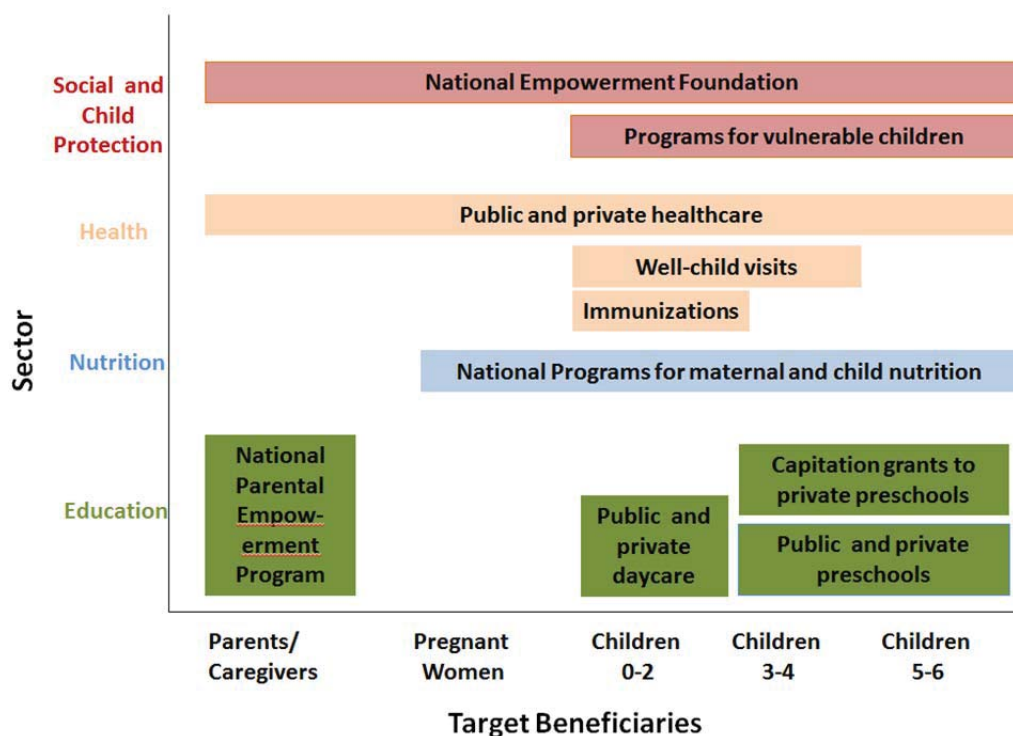 Social and
Child
Protection
National Empowerment Foundation
Programs for vulnerable children
Health
Public and private healthcare
Well-child visits
Immunizations
Sector
Nutrition
National Programs for maternal and child nutrition
Education
National
Parental
Empow-
erment
Program
Public and
private
daycare
Capitation grants to
private preschools
Public and private
preschools
Parents/
Caregivers
Pregnant
Women
Children
0-2
Children
3-4
Children
5-6
Target Beneficiaries